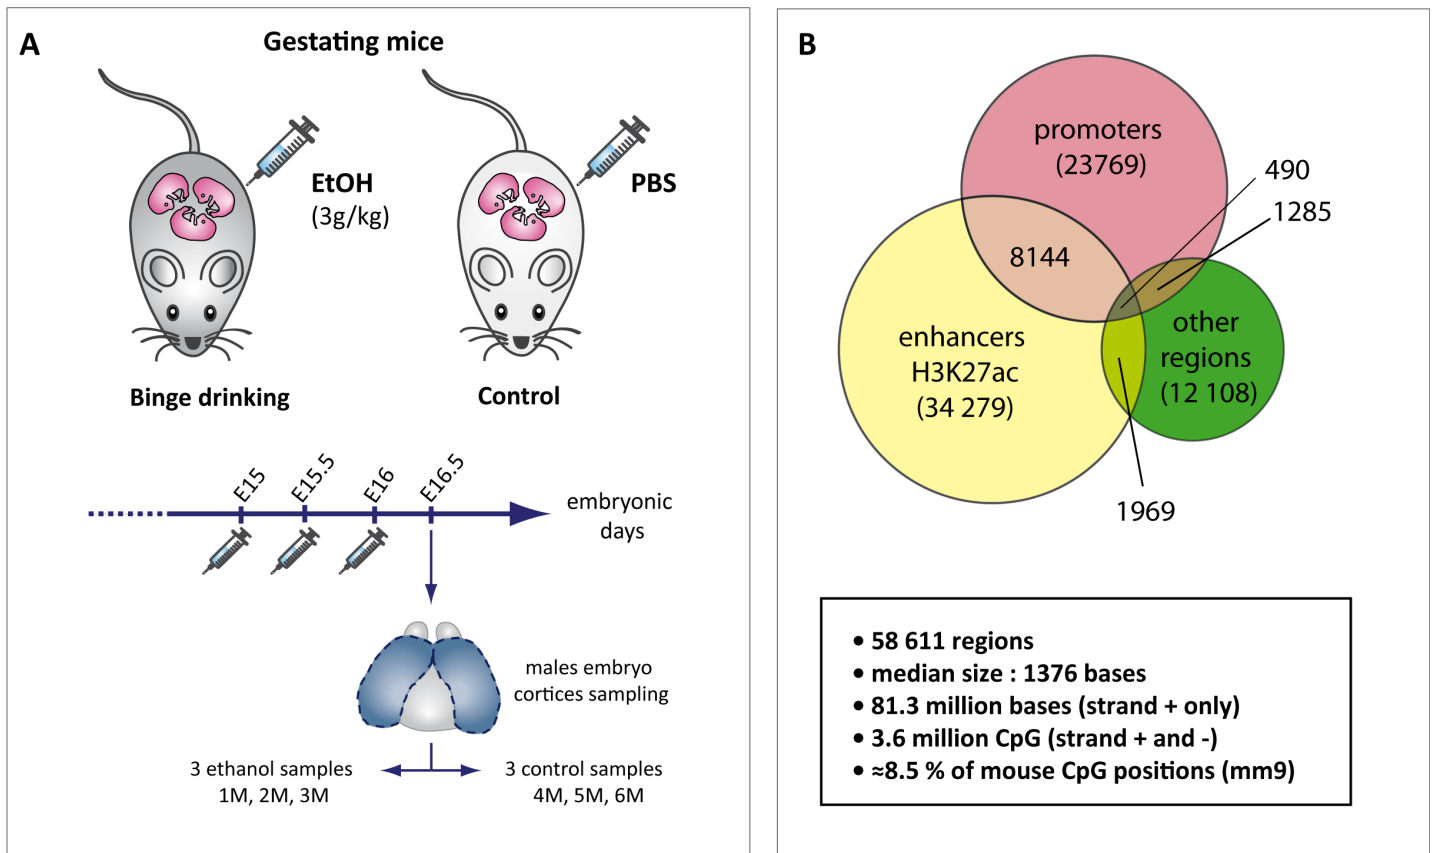 A
Gestating mice
EtOH
(3g/kg)
PBS
Binge drinking
Control
E15
E15.5
E16
E16.5
embryonic
days
males embryo
cortices sampling
3 ethanol samples
1M, 2M, 3M
3 control samples
4M, 5M, 6M
B
promoters
(23769)
490
1285
8144
enhancers
H3K27ac
(34 279)
other
regions
(12 108)
1969
• 58 611 regions
• median size : 1376 bases
• 81.3 million bases (strand + only)
• 3.6 million CpG (strand + and -)
• ≈8.5 % of mouse CpG positions (mm9)